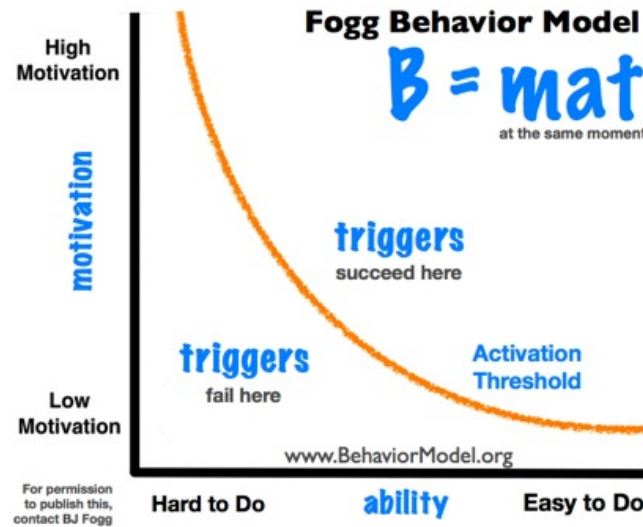 Fogg Behavior Model
B = mat
at the same moment
High
Motivation
motivation
triggers
succeed here
triggers
fail here
Activation
Threshold
Low
Motivation
www.BehaviorModel.org
For permission
to publish this,
contact BJ Fogg
Hard to Do
ability
Easy to Do